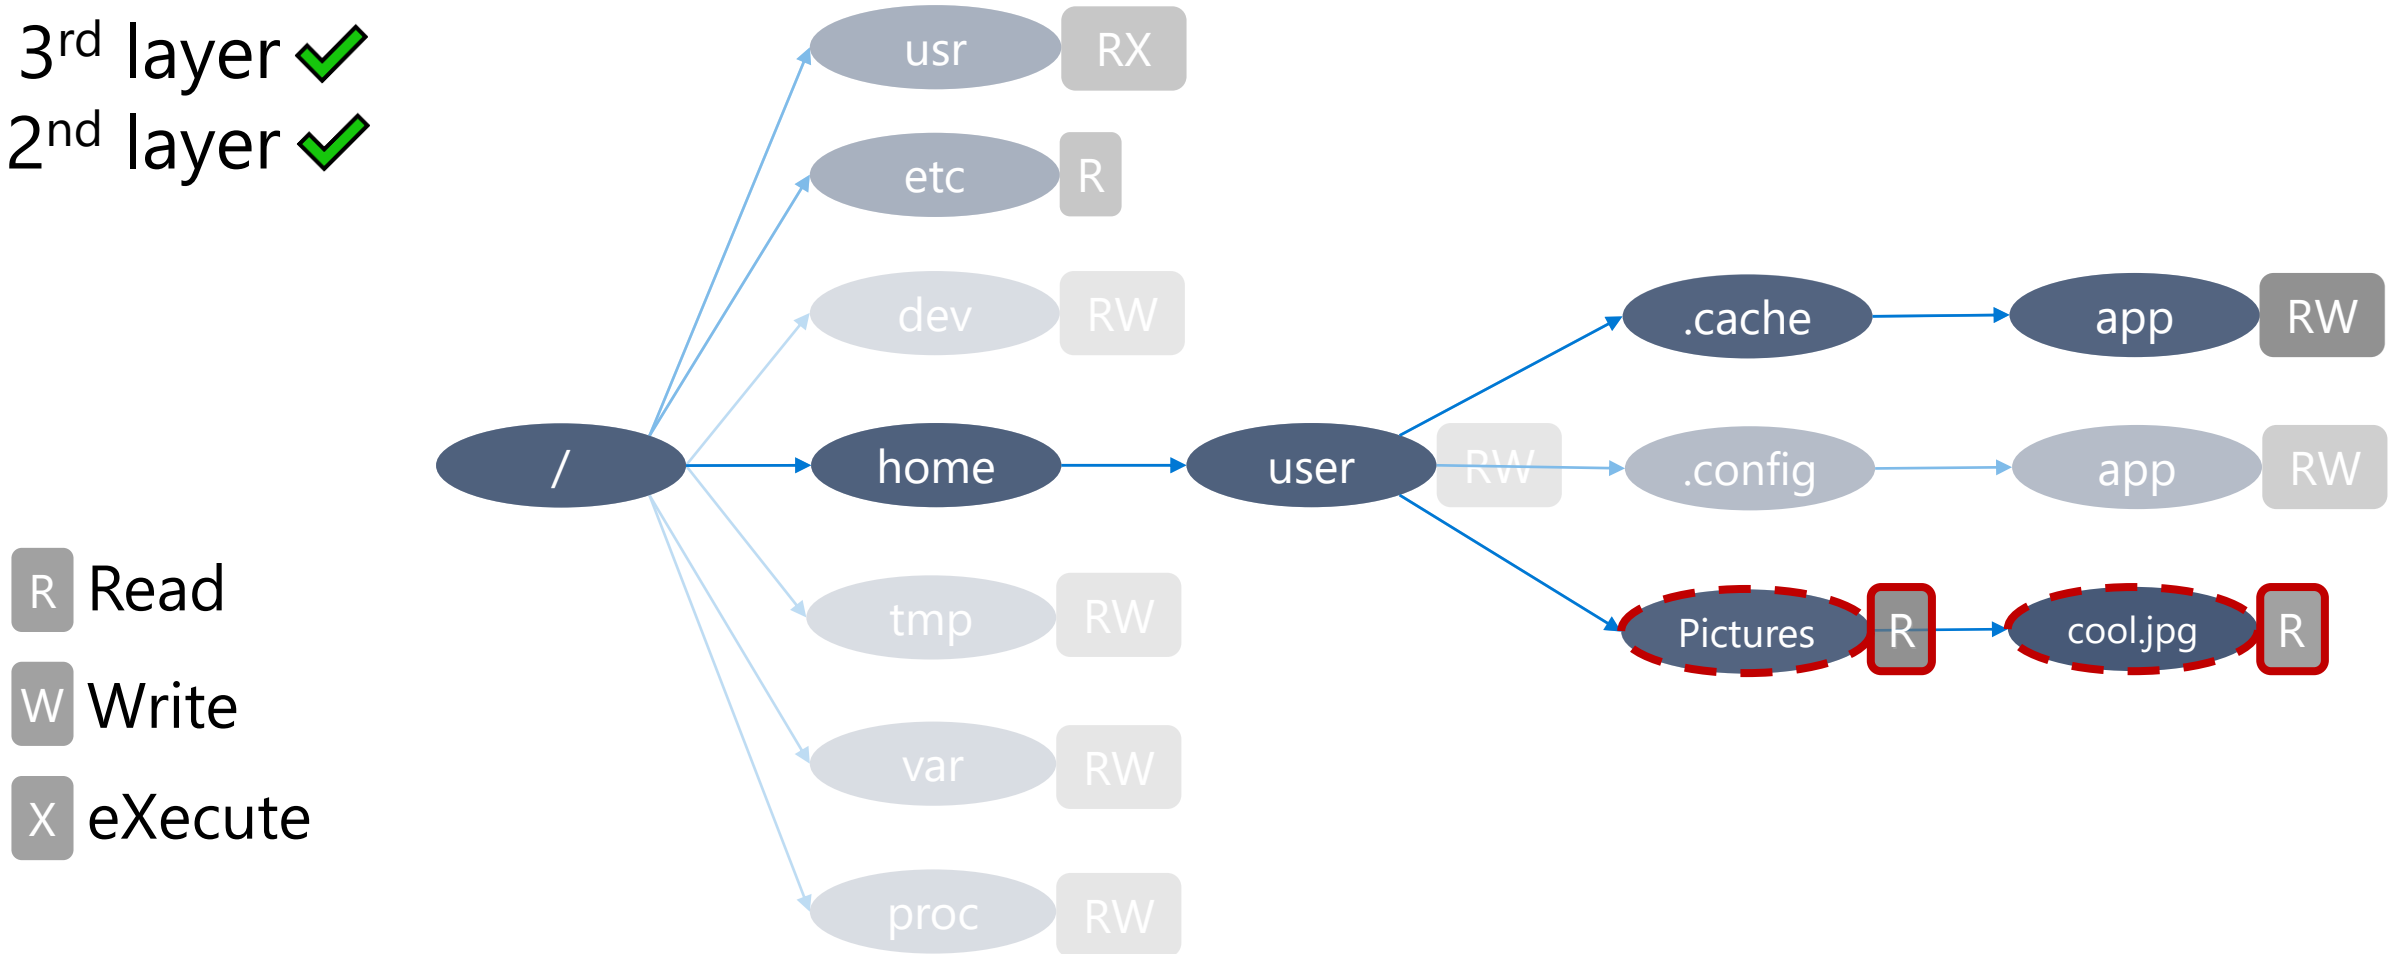 3rd layer
2nd layer
usr RX
etc R
dev RW
.cache app RW
/ home user RW .config app RW
tmp RW
Pictures R cool.jpg R
var RW
proc RW
R Read
W Write
X eXecute